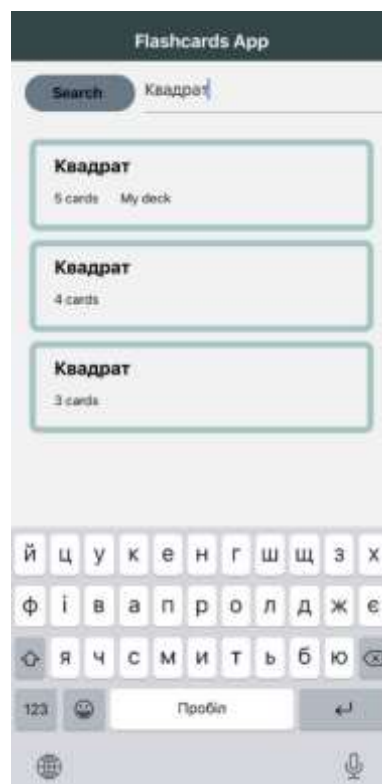 Flashcards App
Search Квадрат
Квадрат
5 cards My deck
Квадрат
4 cards
Квадрат
3 cards
й ц у к е н г ш щ з х
ф і в а п р о л д ж є
я ч с м и т ь б ю
123 Пробіл